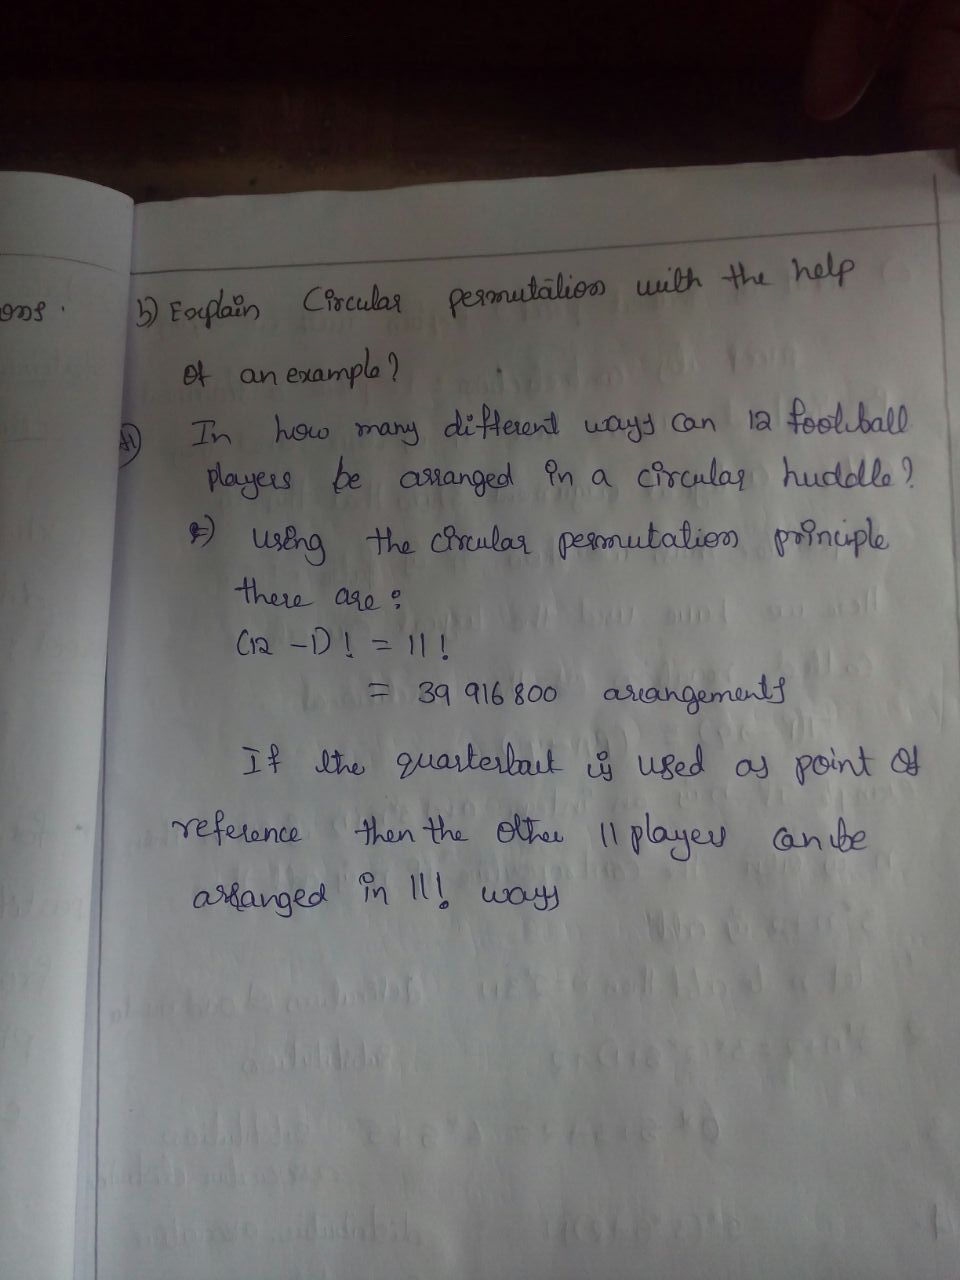 ons.
b) Explain Circular permutation with the help
of an example?
A) In how many different ways can 12 football
players be arranged in a circular huddle?
using the circular permutation principle
there are:
(12 -1)! = 11!
= 39 916 800 arrangements
If the quarterback is used as point of
reference then the other 11 players can be
arranged in 11! ways